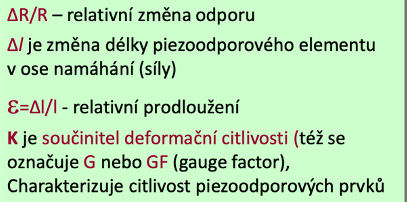 ΔR/R – relativní změna odporu
Δl je změna délky piezoodporového elementu
v ose namáhání (síly)
Ɛ=Δl/l - relativní prodloužení
K je součinitel deformační citlivosti (též se
označuje G nebo GF (gauge factor),
Charakterizuje citlivost piezoodporových prvků